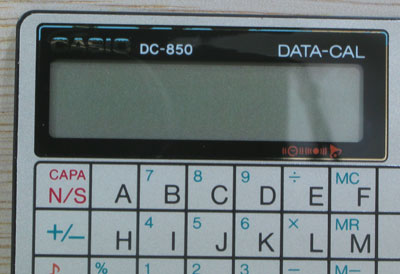 CASIO DC-850 DATA-CAL
CAPA 7 8 9 ÷ MC
N/S A B C D E F
4 5 6 × MR
+/− H I J K L M
% 1 2 3 − M−